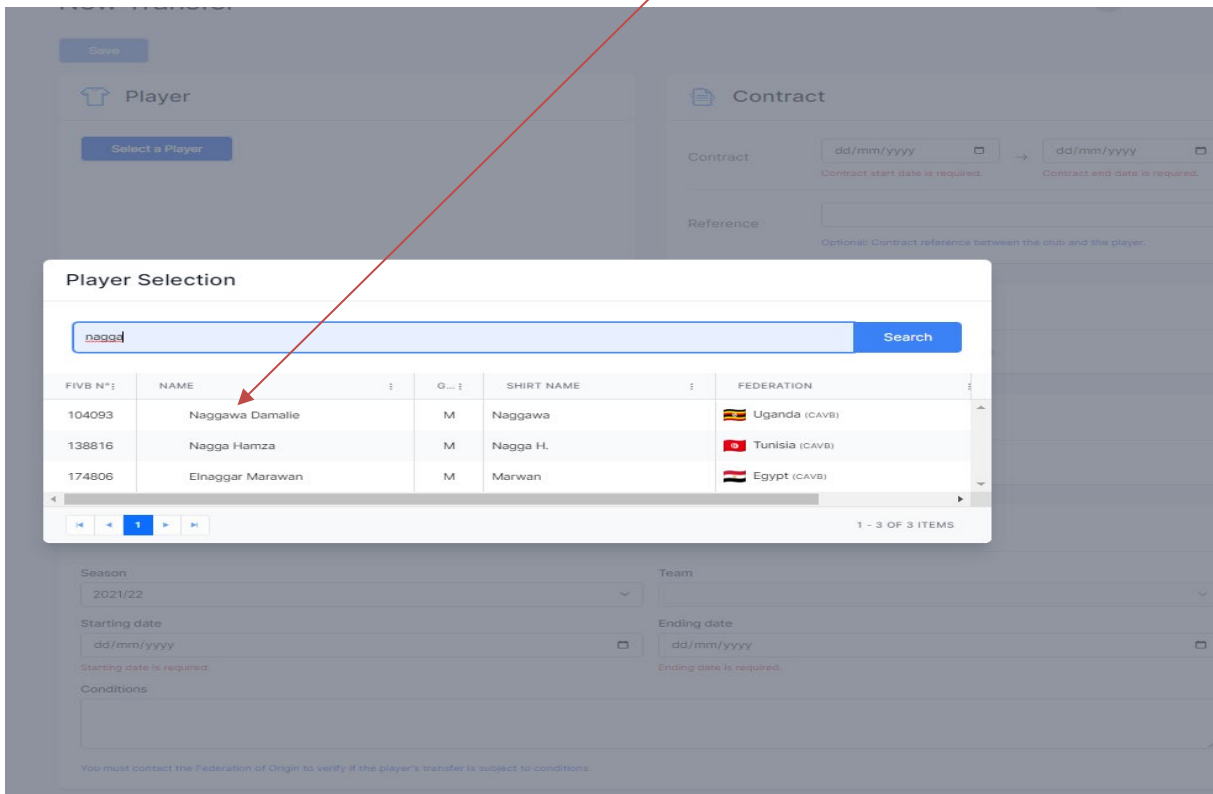 New Transfer
Save
Player
Contract
Select a Player
Contract
dd/mm/yyyy → dd/mm/yyyy
Contract start date is required. Contract end date is required.
Reference
Optional: Contract reference between the club and the player.
Player Selection
nagga Search
FIVB N° NAME G... SHIRT NAME FEDERATION
104093 Naggawa Damalie M Naggawa Uganda (CAVB)
138816 Nagga Hamza M Nagga H. Tunisia (CAVB)
174806 Elnaggar Marawan M Marwan Egypt (CAVB)
1 1 - 3 OF 3 ITEMS
Season Team
2021/22
Starting date Ending date
dd/mm/yyyy dd/mm/yyyy
Starting date is required. Ending date is required.
Conditions
You must contact the Federation of Origin to verify if the player's transfer is subject to conditions.